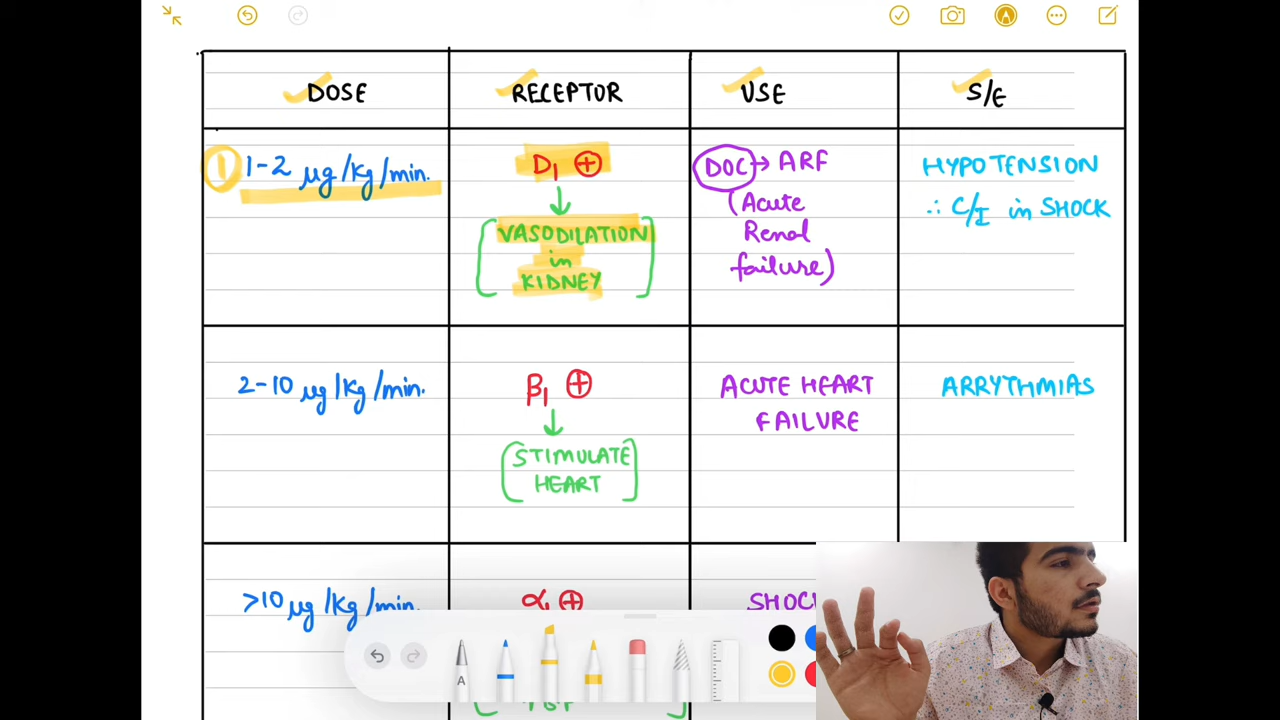 DOSE
RECEPTOR
USE
S/E
① 1-2 µg/kg/min.
D₁ ⊕
↓
[VASODILATION
in
KIDNEY]
DOC → ARF
(Acute
Renal
failure)
HYPOTENSION
∴ C/I in SHOCK
2-10 µg/kg/min.
β₁ ⊕
↓
[STIMULATE
HEART]
ACUTE HEART
FAILURE
ARRYTHMIAS
>10 µg/kg/min.
α₁ ⊕
SHOCK
A